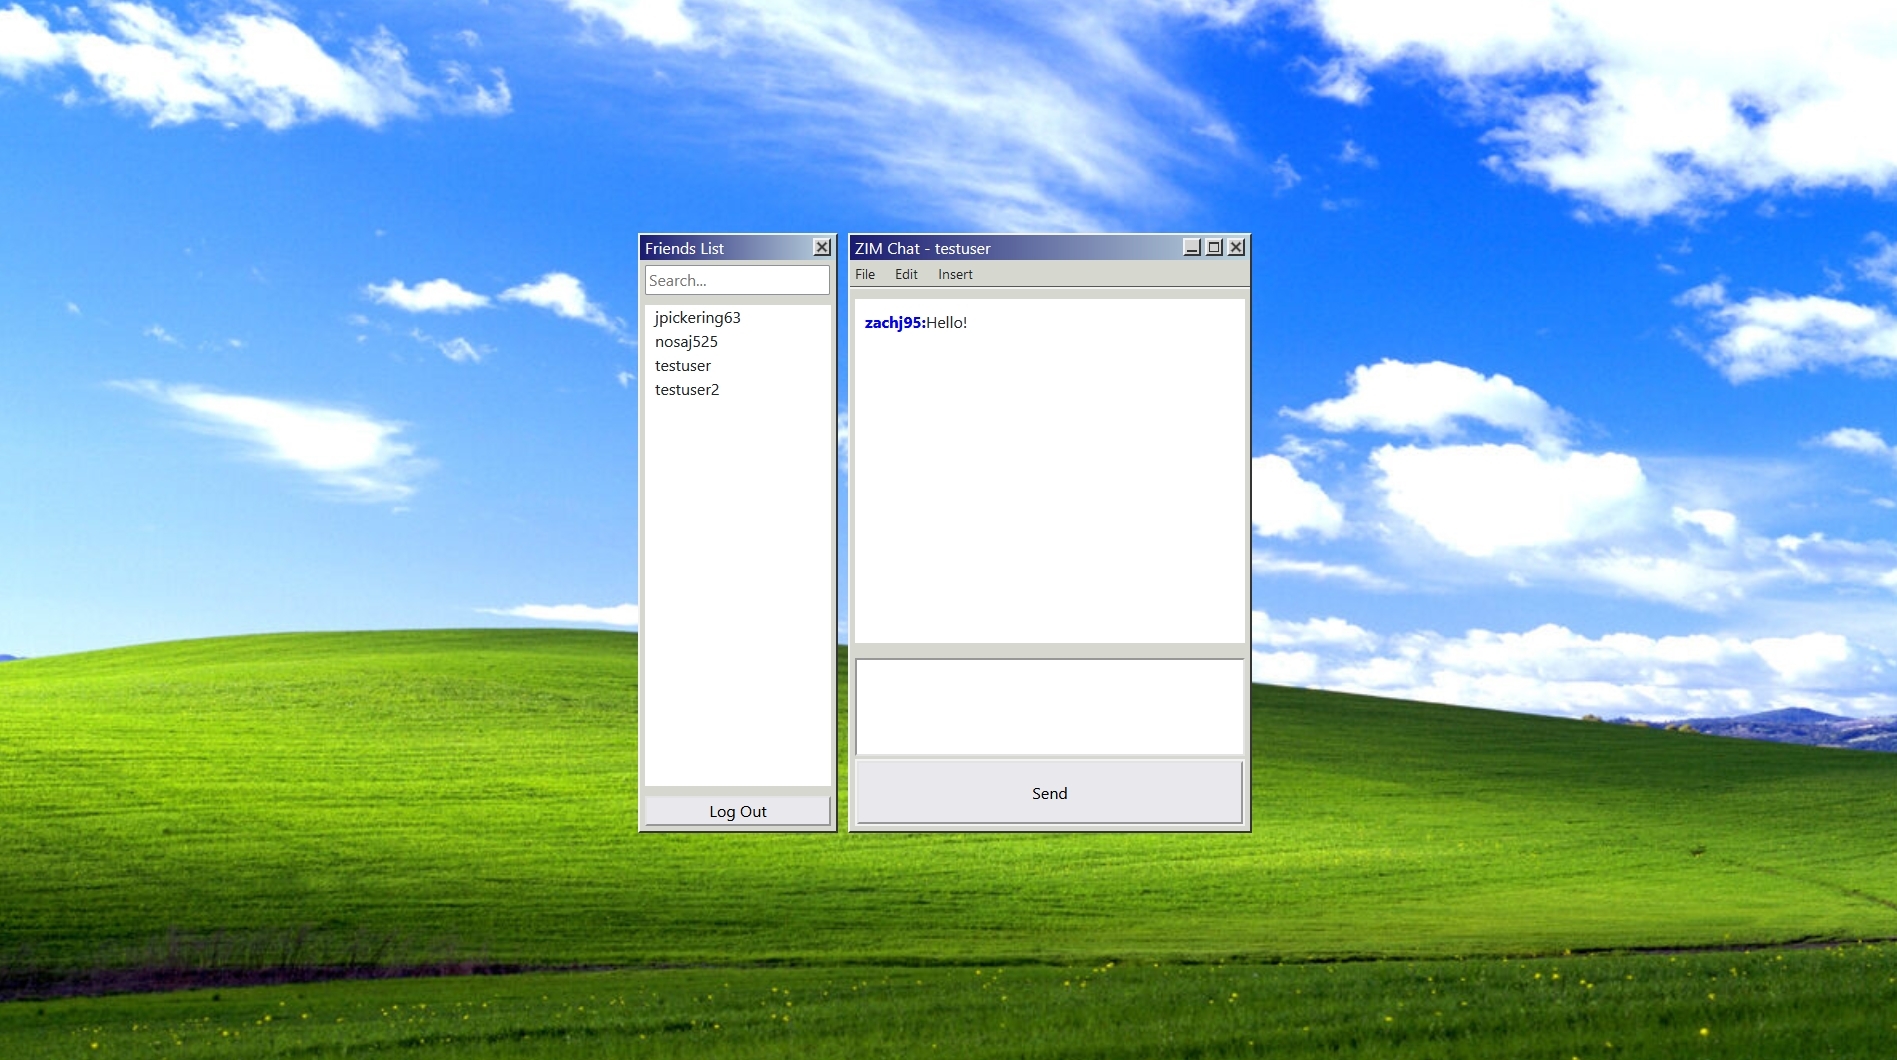 Friends List
Search...
jpickering63
nosaj525
testuser
testuser2
Log Out
ZIM Chat - testuser
File Edit Insert
zachj95:Hello!
Send